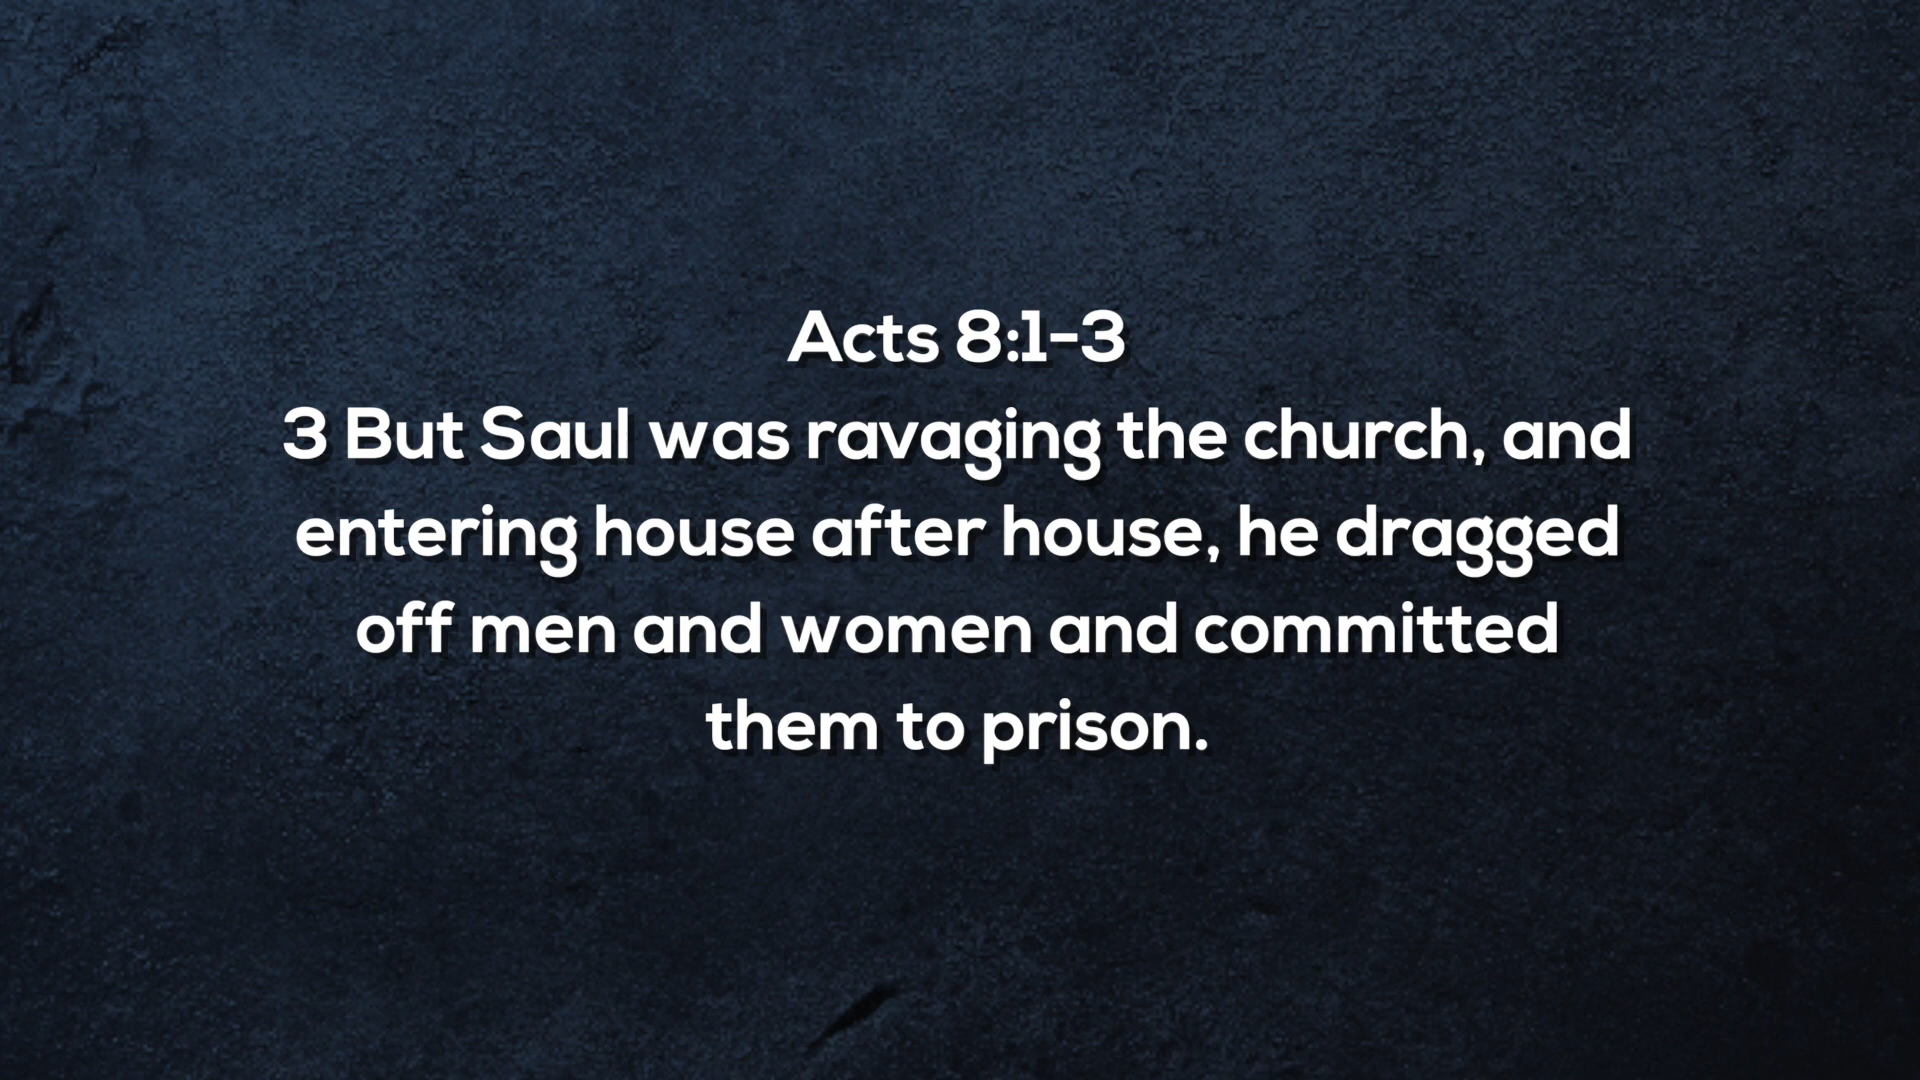 Acts 8:1-3
3 But Saul was ravaging the church, and
entering house after house, he dragged
off men and women and committed
them to prison.